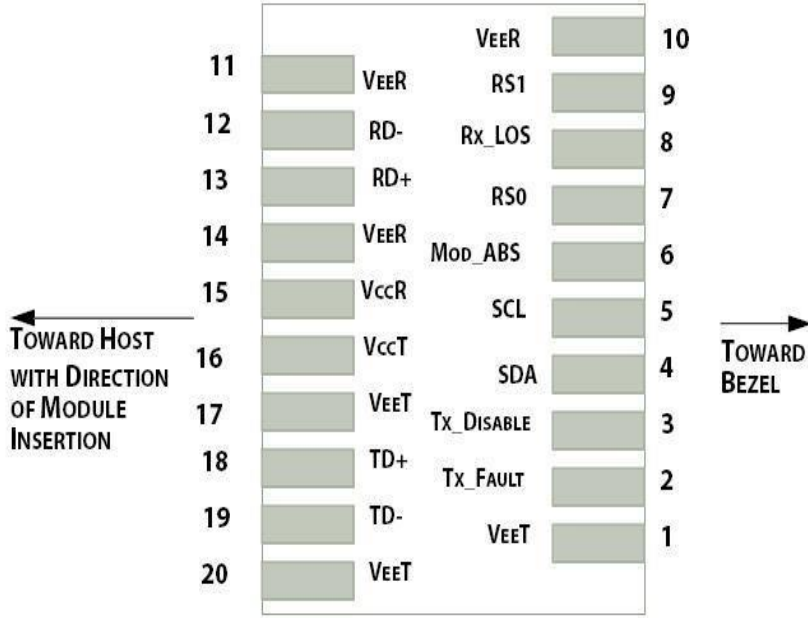 11 VEER
12 RD-
13 RD+
14 VEER
15 VCCR
16 VCCT
17 VEET
18 TD+
19 TD-
20 VEET
VEER 10
RS1 9
RX_LOS 8
RS0 7
MOD_ABS 6
SCL 5
SDA 4
TX_DISABLE 3
TX_FAULT 2
VEET 1
TOWARD HOST
WITH DIRECTION
OF MODULE
INSERTION
TOWARD
BEZEL